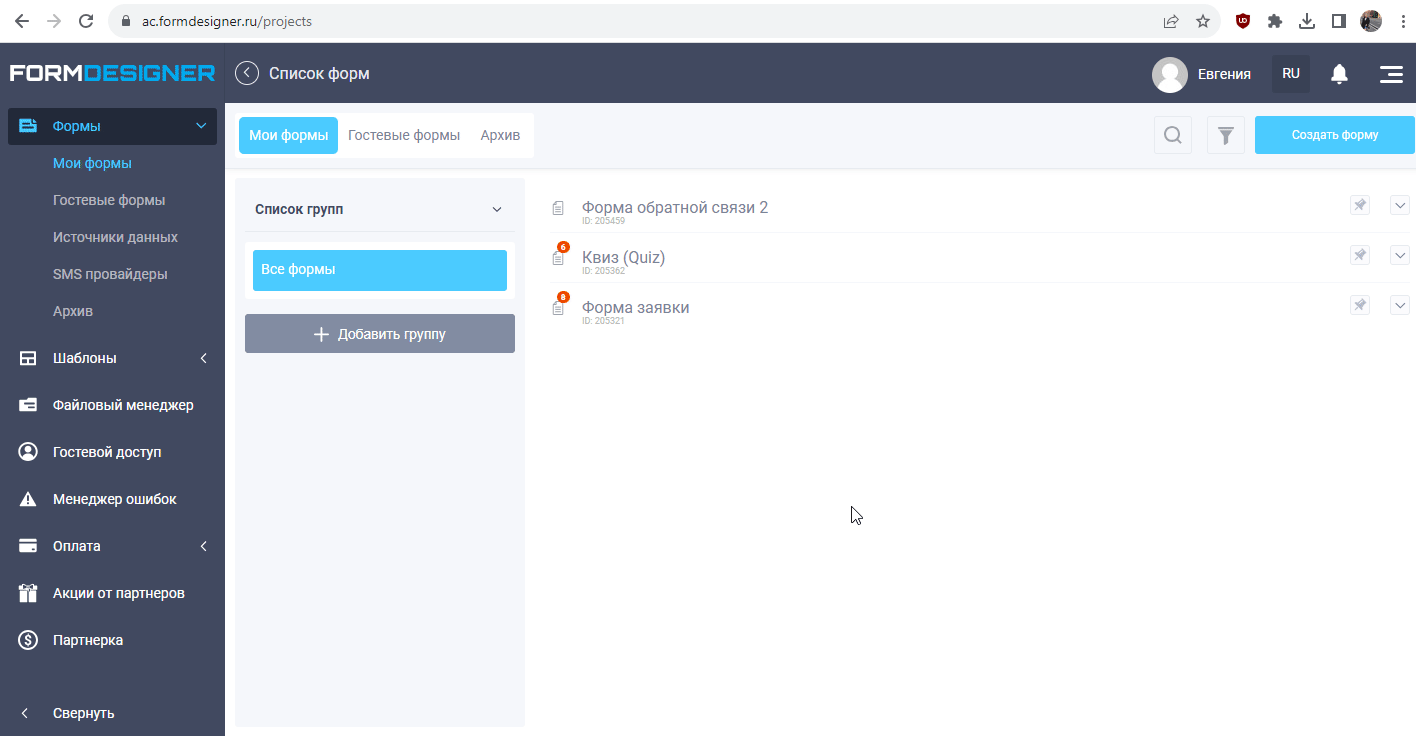 ac.formdesigner.ru/projects
FORMDESIGNER
Список форм
Евгения
RU
Формы
Мои формы
Гостевые формы
Источники данных
SMS провайдеры
Архив
Шаблоны
Файловый менеджер
Гостевой доступ
Менеджер ошибок
Оплата
Акции от партнеров
Партнерка
Свернуть
Мои формы
Гостевые формы
Архив
Создать форму
Список групп
Все формы
Добавить группу
Форма обратной связи 2
ID: 205459
6
Квиз (Quiz)
ID: 205362
8
Форма заявки
ID: 205321